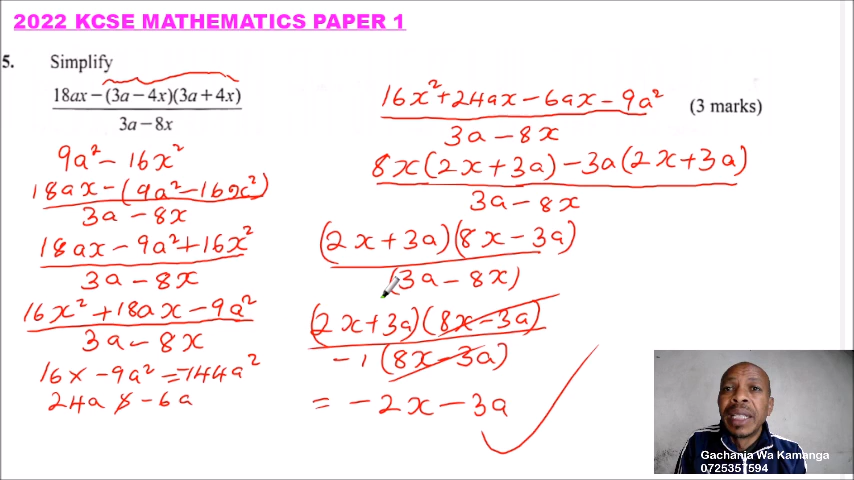 2022 KCSE MATHEMATICS PAPER 1
5. Simplify
18ax − (3a − 4x)(3a + 4x)
3a − 8x
(3 marks)
9a² − 16x²
18ax − (9a² − 16x²)
3a − 8x
18ax − 9a² + 16x²
3a − 8x
16x² + 18ax − 9a²
3a − 8x
16x − 9a² = −144a²
24a x − 6a
16x² + 24ax − 6ax − 9a²
3a − 8x
8x(2x + 3a) − 3a(2x + 3a)
3a − 8x
(2x + 3a)(8x − 3a)
(3a − 8x)
(2x + 3a)(8x − 3a)
−1(8x − 3a)
= −2x − 3a
Gachanja Wa Kamanga
0725357594